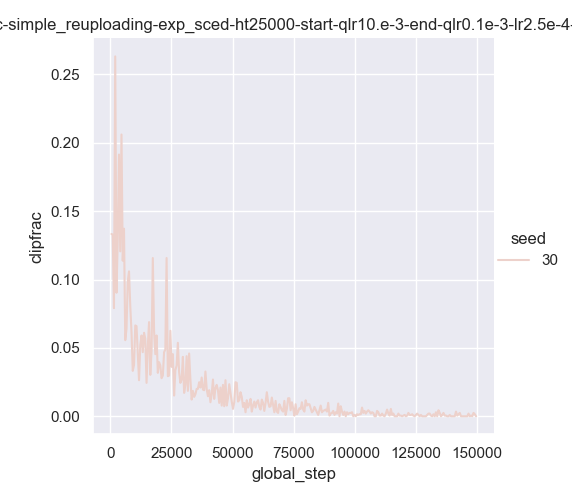 c-simple_reuploading-exp_sced-ht25000-start-qlr10.e-3-end-qlr0.1e-3-lr2.5e-4-
0.25
0.20
0.15
0.10
0.05
0.00
clipfrac
0 25000 50000 75000 100000 125000 150000
global_step
seed
30